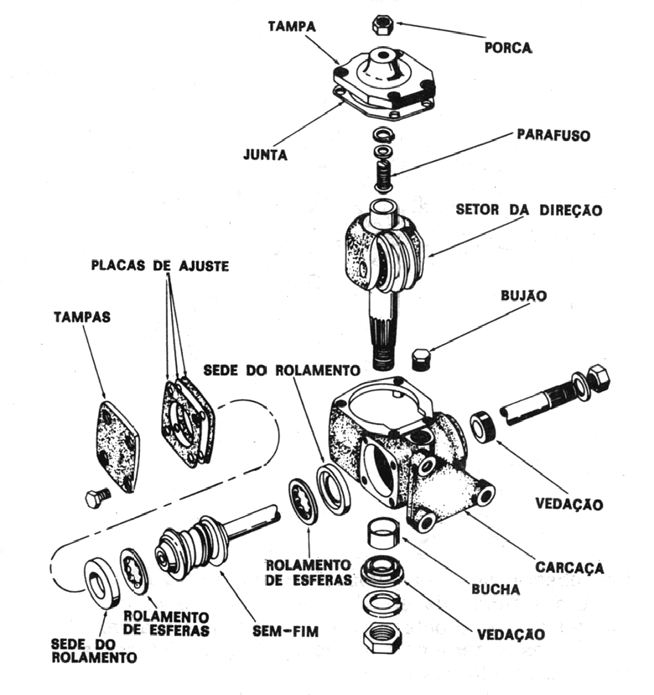 TAMPA
PORCA
JUNTA
PARAFUSO
SETOR DA DIREÇÃO
PLACAS DE AJUSTE
BUJÃO
TAMPAS
SEDE DO ROLAMENTO
VEDAÇÃO
ROLAMENTO
DE ESFERAS
CARCAÇA
BUCHA
ROLAMENTO
DE ESFERAS
SEM-FIM
VEDAÇÃO
SEDE DO
ROLAMENTO